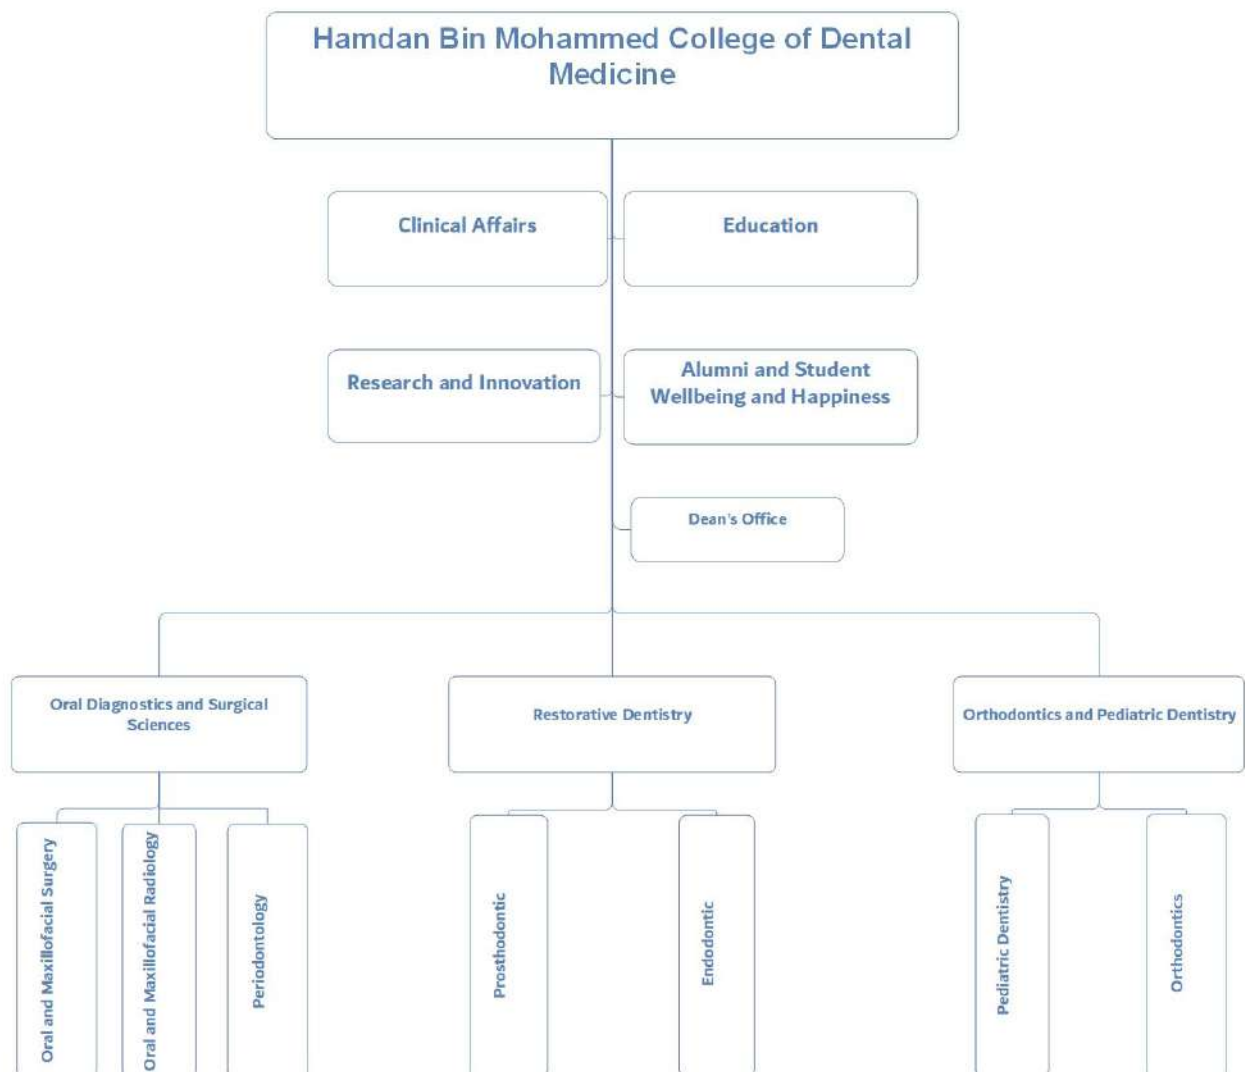 Hamdan Bin Mohammed College of Dental
Medicine
Clinical Affairs
Education
Research and Innovation
Alumni and Student
Wellbeing and Happiness
Dean's Office
Oral Diagnostics and Surgical
Sciences
Restorative Dentistry
Orthodontics and Pediatric Dentistry
Oral and Maxillofacial Surgery
Oral and Maxillofacial Radiology
Periodontology
Prosthodontic
Endodontic
Pediatric Dentistry
Orthodontics